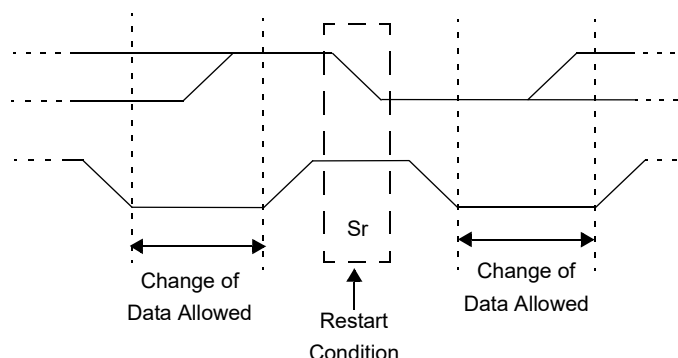 Sr
Change of
Data Allowed
Restart
Condition
Change of
Data Allowed